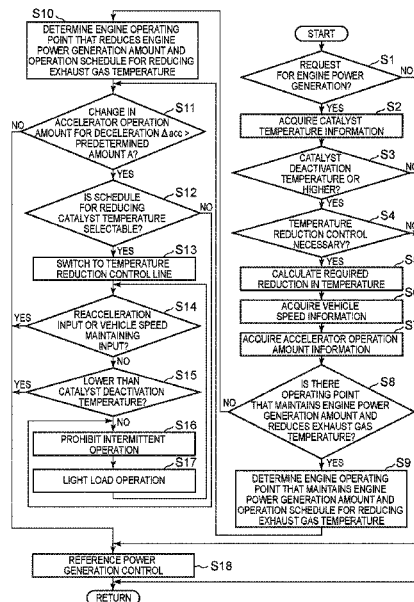 S10
DETERMINE ENGINE OPERATING
POINT THAT REDUCES ENGINE
POWER GENERATION AMOUNT AND
OPERATION SCHEDULE FOR REDUCING
EXHAUST GAS TEMPERATURE
S11
CHANGE IN
ACCELERATOR OPERATION
AMOUNT FOR DECELERATION Δacc >
PREDETERMINED
AMOUNT A?
NO
YES
S12
IS
SCHEDULE
FOR REDUCING
CATALYST TEMPERATURE
SELECTABLE?
NO
YES
S13
SWITCH TO TEMPERATURE
REDUCTION CONTROL LINE
S14
REACCELERATION
INPUT OR VEHICLE SPEED
MAINTAINING
INPUT?
YES
NO
S15
LOWER THAN
CATALYST DEACTIVATION
TEMPERATURE?
YES
NO
S16
PROHIBIT INTERMITTENT
OPERATION
S17
LIGHT LOAD OPERATION
START
S1
REQUEST
FOR ENGINE POWER
GENERATION?
NO
YES
S2
ACQUIRE CATALYST
TEMPERATURE INFORMATION
S3
CATALYST
DEACTIVATION
TEMPERATURE OR
HIGHER?
NO
YES
S4
TEMPERATURE
REDUCTION CONTROL
NECESSARY?
NO
YES
CALCULATE REQUIRED
REDUCTION IN TEMPERATURE
ACQUIRE VEHICLE
SPEED INFORMATION
ACQUIRE ACCELERATOR OPERATION
AMOUNT INFORMATION
S8
IS THERE
OPERATING POINT
THAT MAINTAINS ENGINE POWER
GENERATION AMOUNT AND
REDUCES EXHAUST GAS
TEMPERATURE?
NO
YES
S9
DETERMINE ENGINE OPERATING
POINT THAT MAINTAINS ENGINE
POWER GENERATION AMOUNT AND
OPERATION SCHEDULE FOR REDUCING
EXHAUST GAS TEMPERATURE
REFERENCE POWER
GENERATION CONTROL
S18
RETURN